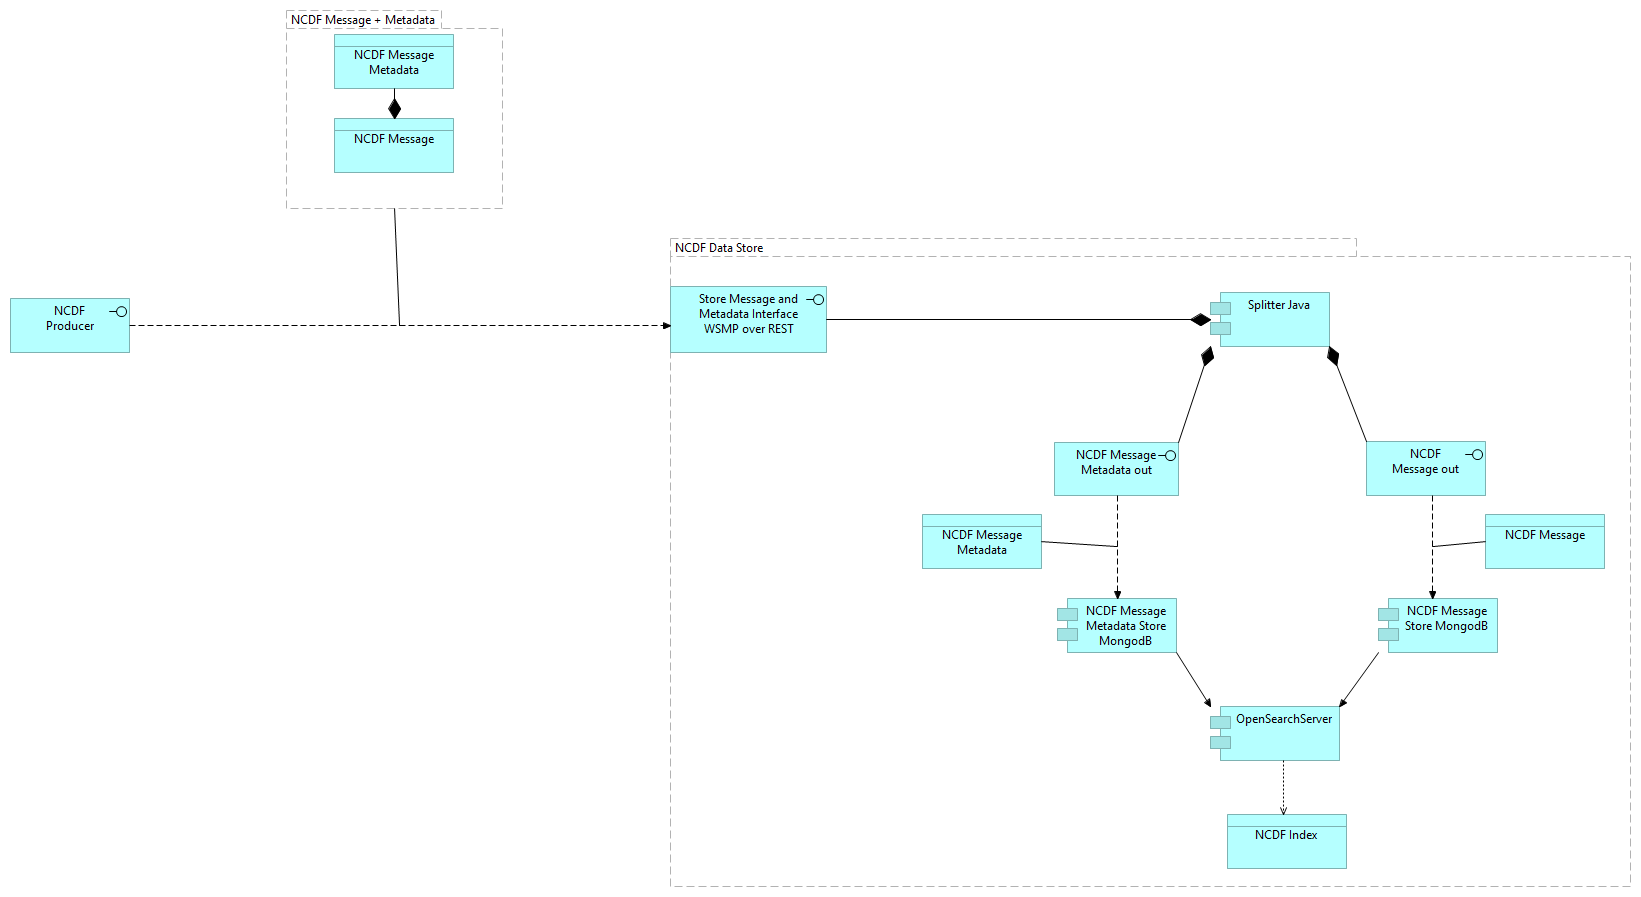 NCDF Message + Metadata
NCDF Message
Metadata
NCDF Message
NCDF Data Store
NCDF
Producer
Store Message and
Metadata Interface
WSMP over REST
Splitter Java
NCDF Message
Metadata out
NCDF
Message out
NCDF Message
Metadata
NCDF Message
NCDF Message
Metadata Store
MongodB
NCDF Message
Store MongodB
OpenSearchServer
NCDF Index